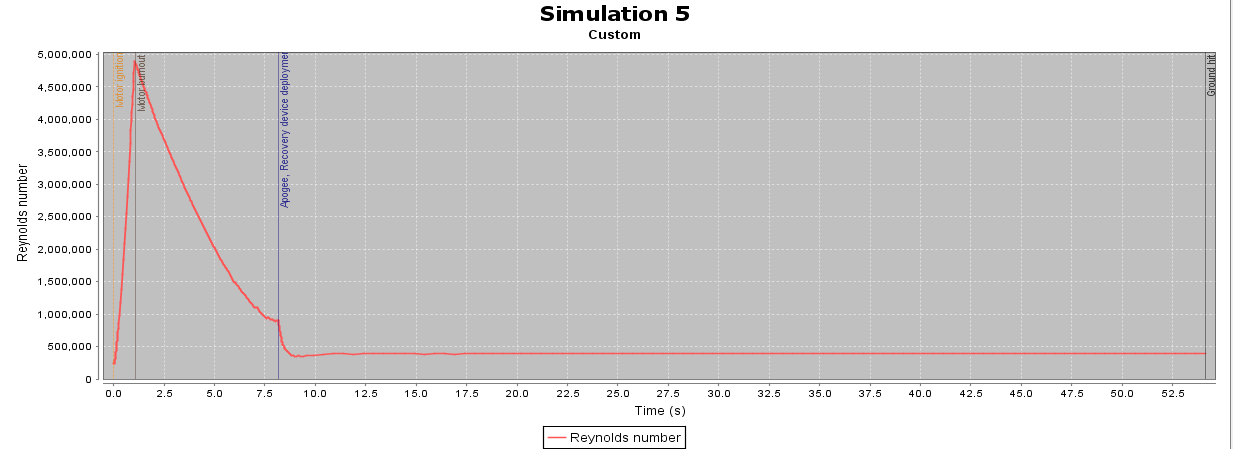 Simulation 5
Custom
Reynolds number
5,000,000
4,500,000
4,000,000
3,500,000
3,000,000
2,500,000
2,000,000
1,500,000
1,000,000
500,000
0
Motor ignition
Motor burnout
Apogee, Recovery device deployme
Ground hit
0.0 2.5 5.0 7.5 10.0 12.5 15.0 17.5 20.0 22.5 25.0 27.5 30.0 32.5 35.0 37.5 40.0 42.5 45.0 47.5 50.0 52.5
Time (s)
Reynolds number